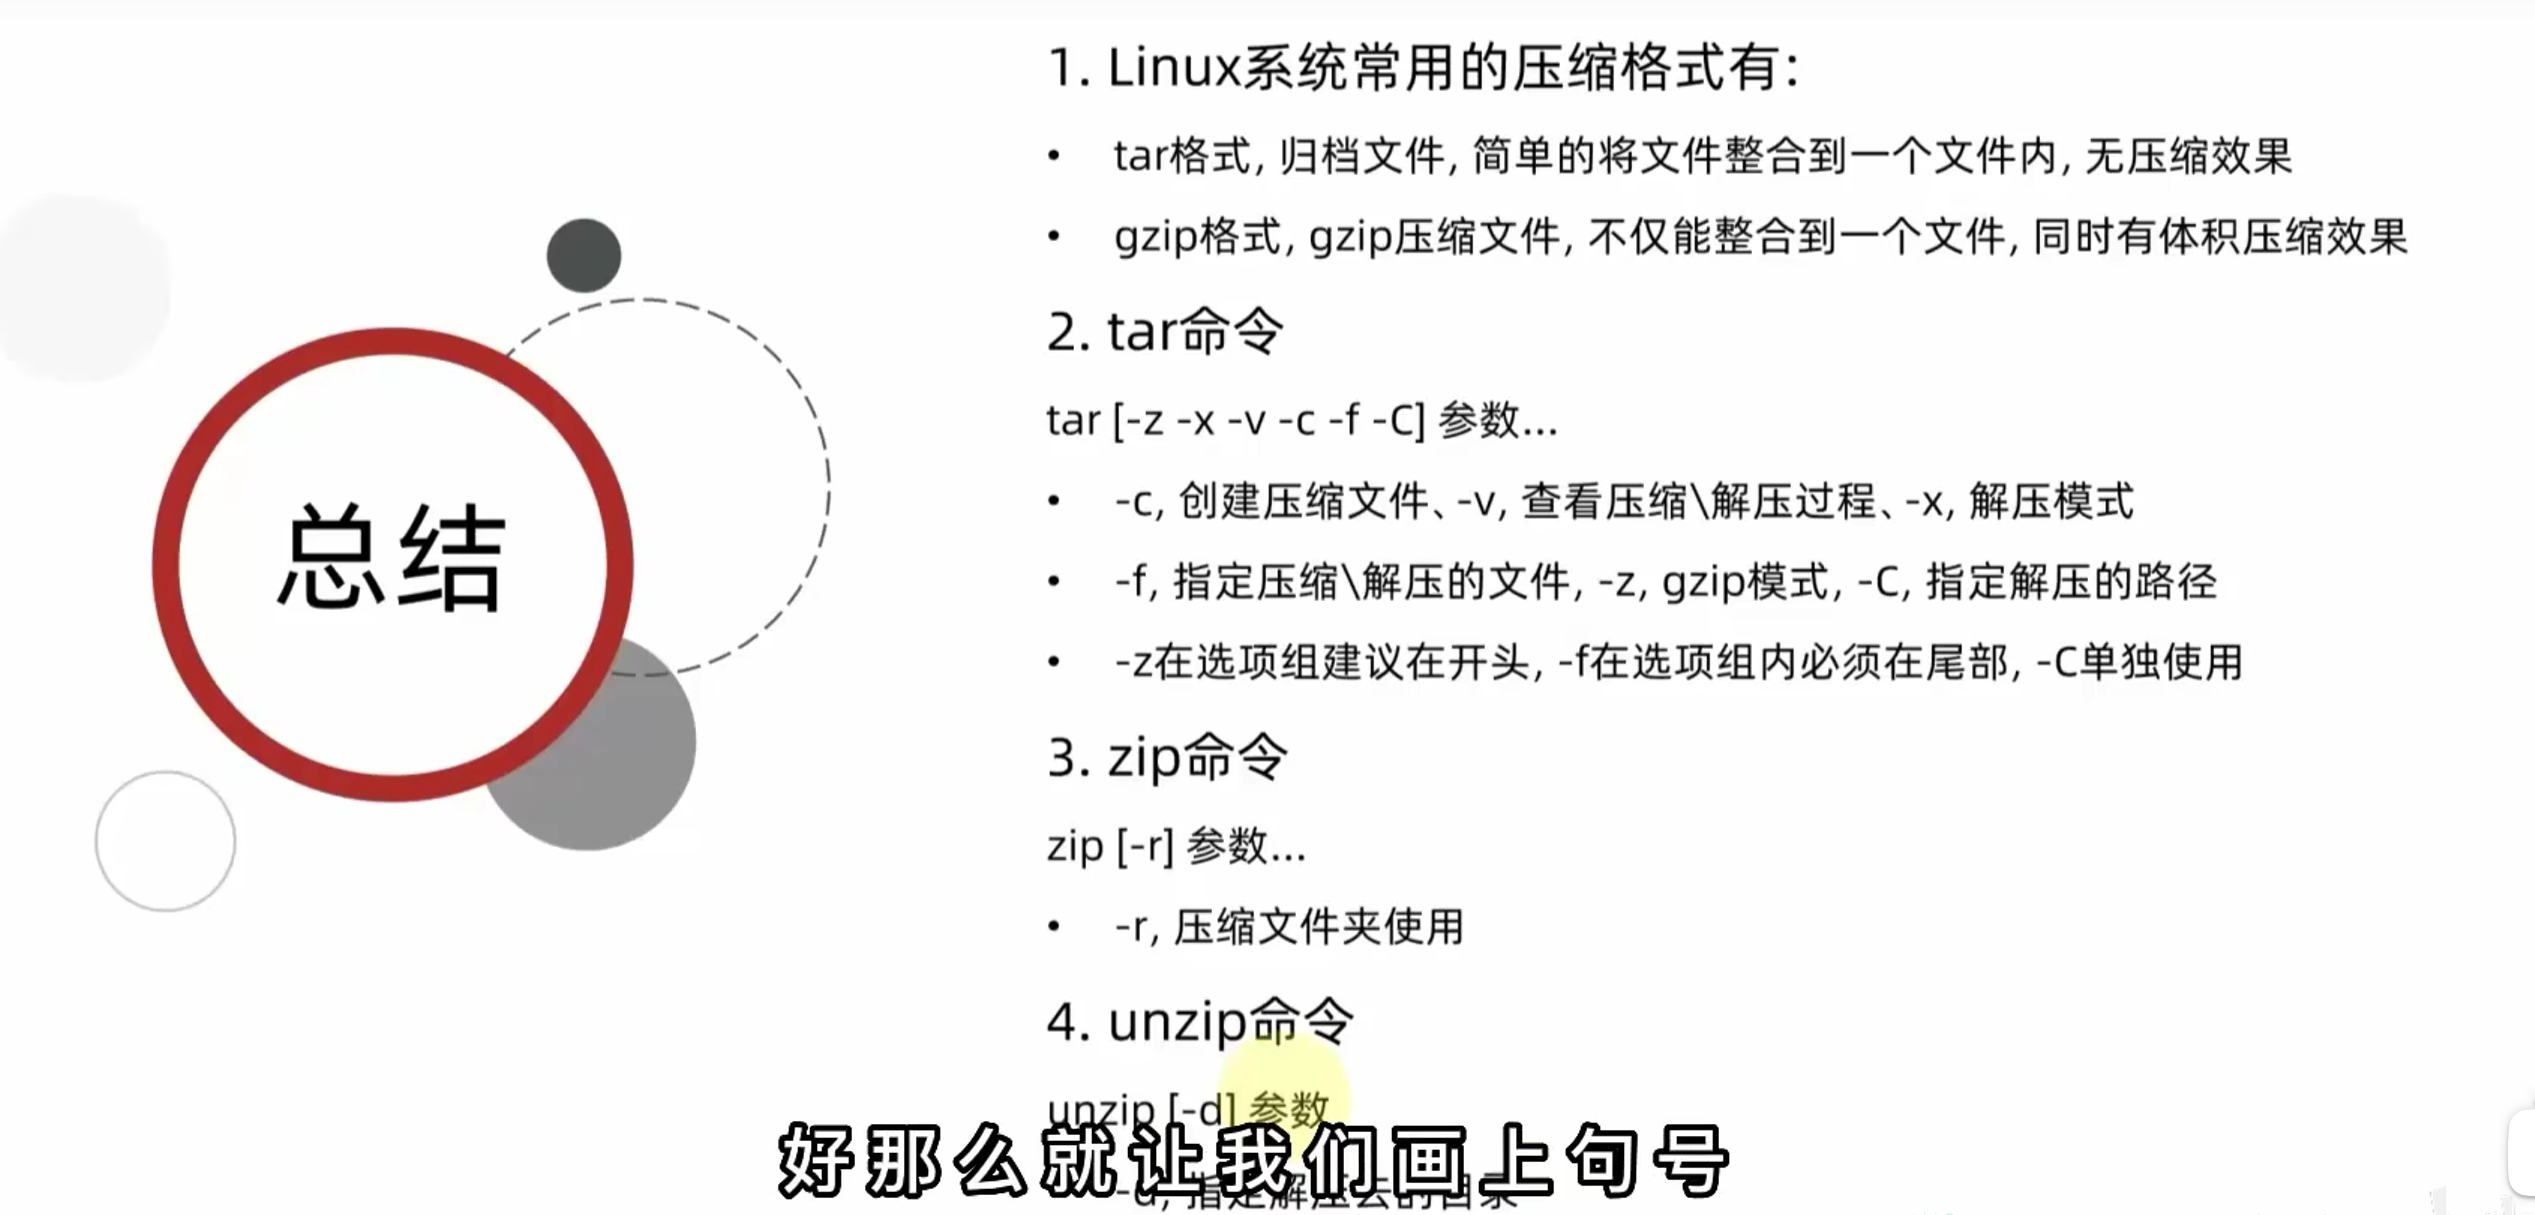 总结
1. Linux系统常用的压缩格式有:
• tar格式, 归档文件, 简单的将文件整合到一个文件内, 无压缩效果
• gzip格式, gzip压缩文件, 不仅能整合到一个文件, 同时有体积压缩效果
2. tar命令
tar [-z -x -v -c -f -C] 参数...
• -c, 创建压缩文件、-v, 查看压缩\解压过程、-x, 解压模式
• -f, 指定压缩\解压的文件, -z, gzip模式, -C, 指定解压的路径
• -z在选项组建议在开头, -f在选项组内必须在尾部, -C单独使用
3. zip命令
zip [-r] 参数...
• -r, 压缩文件夹使用
4. unzip命令
unzip [-d] 参数
好那么就让我们画上句号
-d, 指定解压去的目录